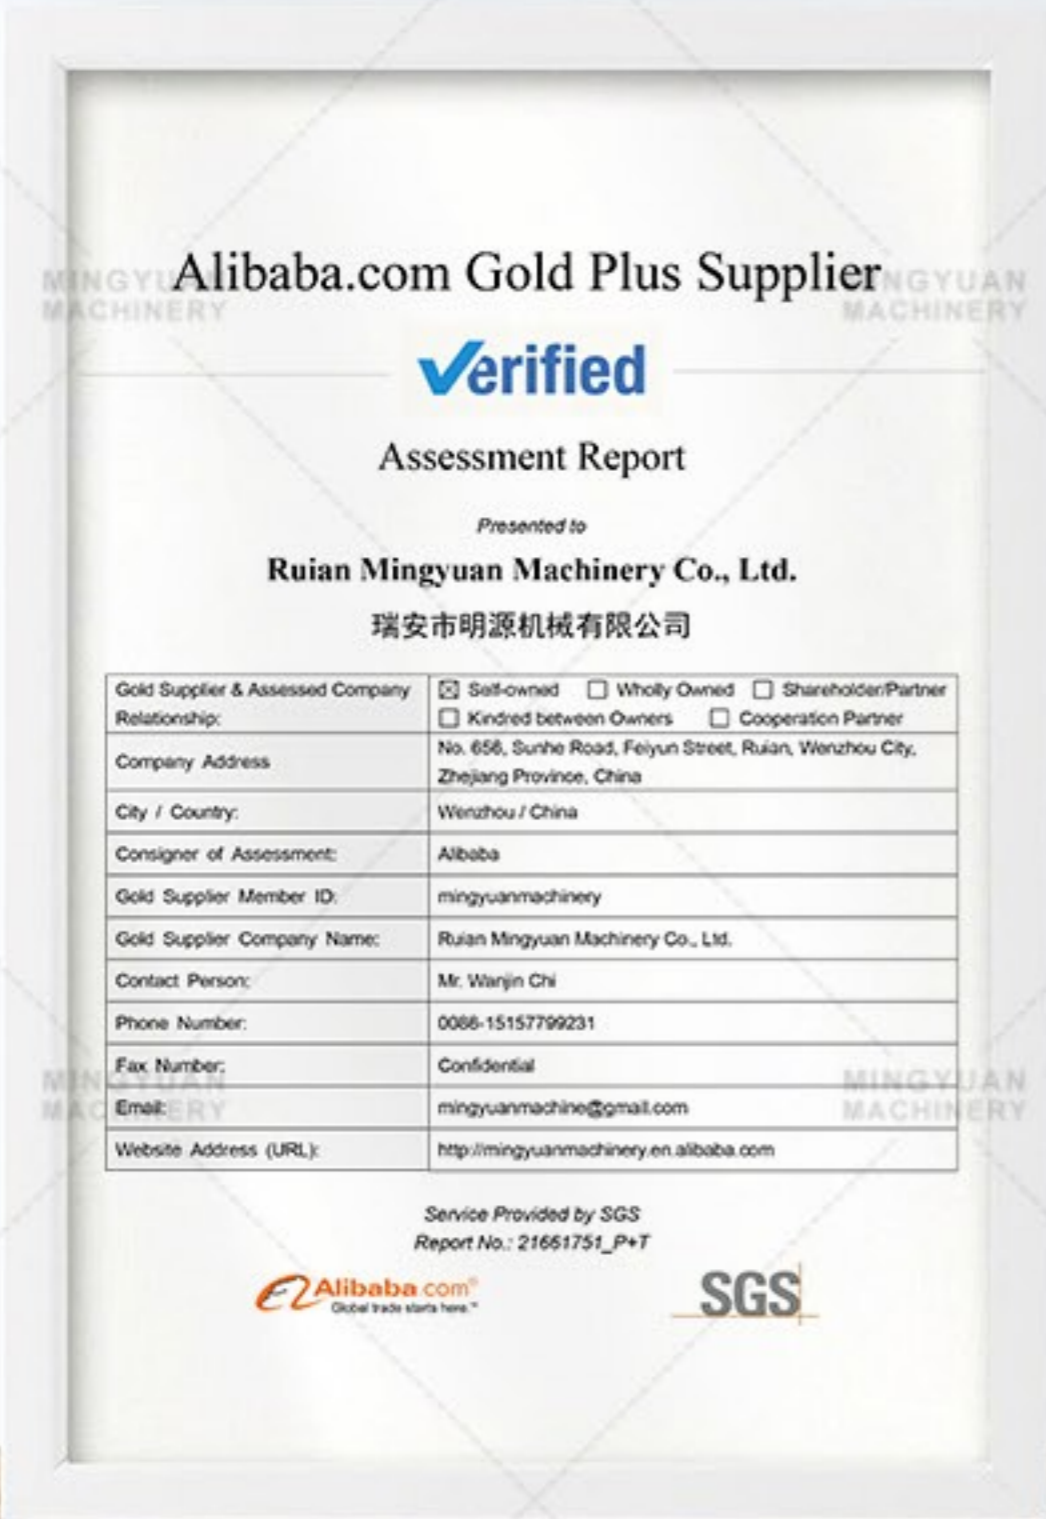 Alibaba.com Gold Plus Supplier
Verified
Assessment Report
Presented to
Ruian Mingyuan Machinery Co., Ltd.
瑞安市明源机械有限公司
Gold Supplier & Assessed Company Relationship: ☒ Self-owned ☐ Wholly Owned ☐ Shareholder/Partner
☐ Kindred between Owners ☐ Cooperation Partner
Company Address No. 656, Sunhe Road, Feiyun Street, Ruian, Wenzhou City,
Zhejiang Province, China
City / Country: Wenzhou / China
Consigner of Assessment: Alibaba
Gold Supplier Member ID: mingyuanmachinery
Gold Supplier Company Name: Ruian Mingyuan Machinery Co., Ltd.
Contact Person: Mr. Wanjin Chi
Phone Number: 0086-15157799231
Fax Number: Confidential
Email: mingyuanmachine@gmail.com
Website Address (URL): http://mingyuanmachinery.en.alibaba.com
Service Provided by SGS
Report No.: 21661751_P+T
Alibaba.com®
Global trade starts here.™
SGS
MINGYUAN
MACHINERY
MINGYUAN
MACHINERY
MINGYUAN
MACHINERY
MINGYUAN
MACHINERY